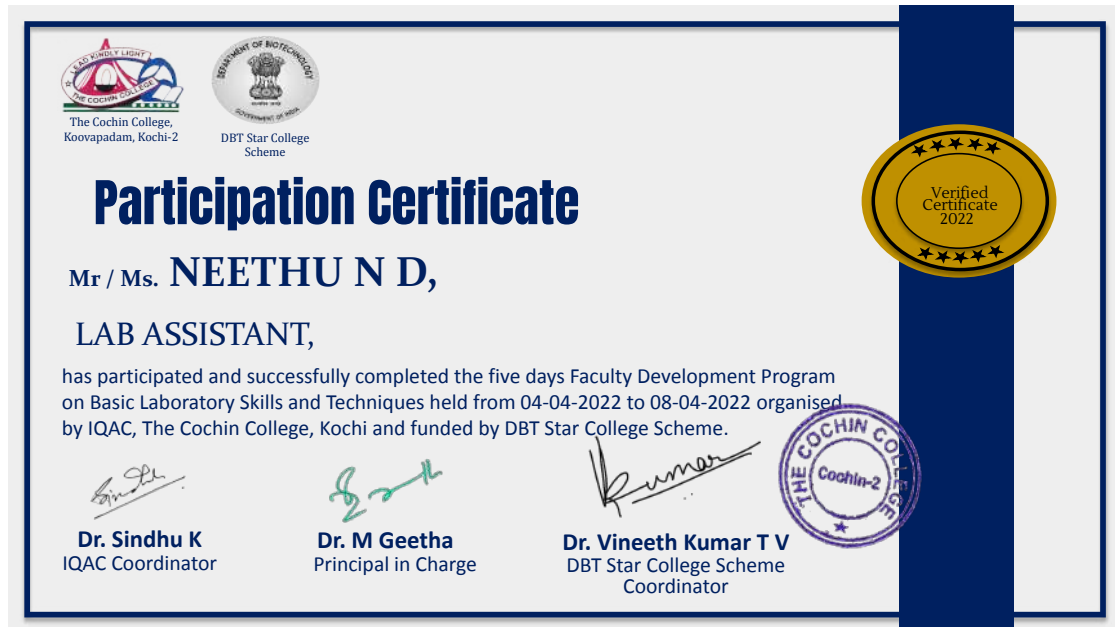 LEAD KINDLY LIGHT
THE COCHIN COLLEGE
The Cochin College,
Koovapadam, Kochi-2
DEPARTMENT OF BIOTECHNOLOGY
GOVERNMENT OF INDIA
DBT Star College
Scheme
Participation Certificate
Mr / Ms. NEETHU N D,
LAB ASSISTANT,
has participated and successfully completed the five days Faculty Development Program
on Basic Laboratory Skills and Techniques held from 04-04-2022 to 08-04-2022 organised
by IQAC, The Cochin College, Kochi and funded by DBT Star College Scheme.
Verified
Certificate
2022
Sindhu
Kumar
THE COCHIN COLLEGE
Cochin-2
Dr. Sindhu K
IQAC Coordinator
Dr. M Geetha
Principal in Charge
Dr. Vineeth Kumar T V
DBT Star College Scheme
Coordinator